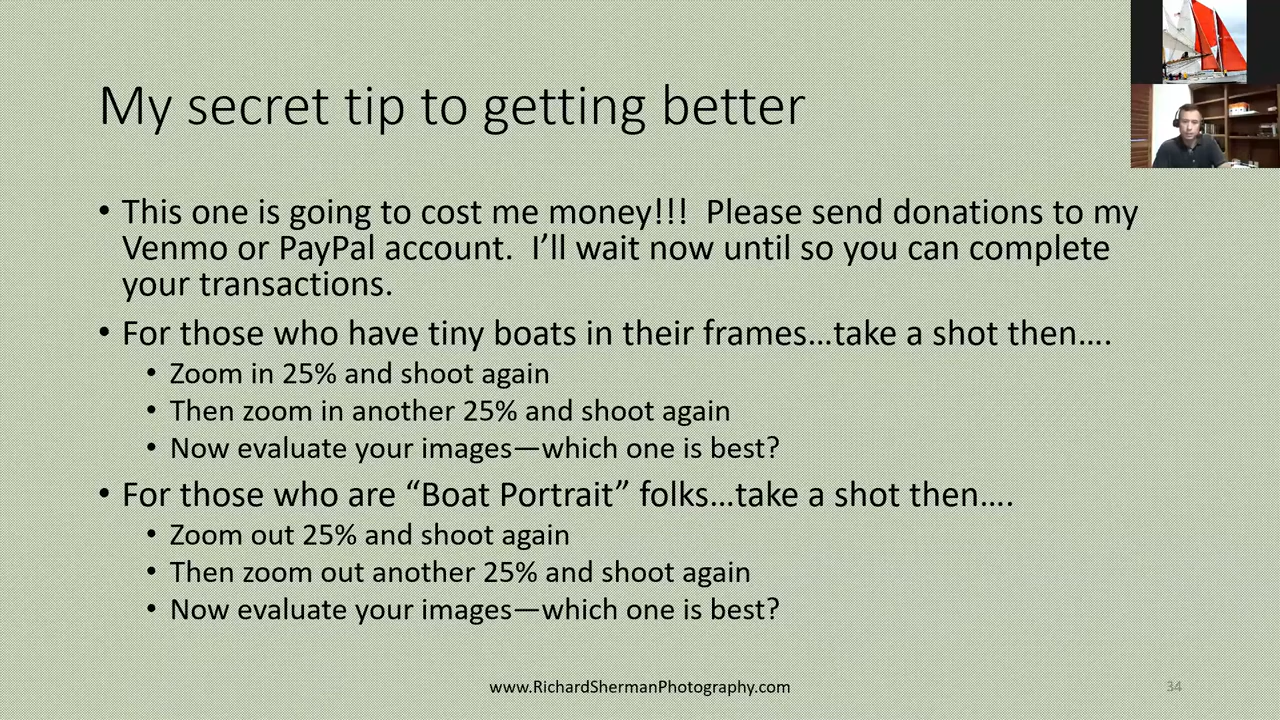 My secret tip to getting better
• This one is going to cost me money!!!  Please send donations to my
Venmo or PayPal account.  I’ll wait now until so you can complete
your transactions.
• For those who have tiny boats in their frames…take a shot then….
• Zoom in 25% and shoot again
• Then zoom in another 25% and shoot again
• Now evaluate your images—which one is best?
• For those who are “Boat Portrait” folks…take a shot then….
• Zoom out 25% and shoot again
• Then zoom out another 25% and shoot again
• Now evaluate your images—which one is best?
www.RichardShermanPhotography.com
34